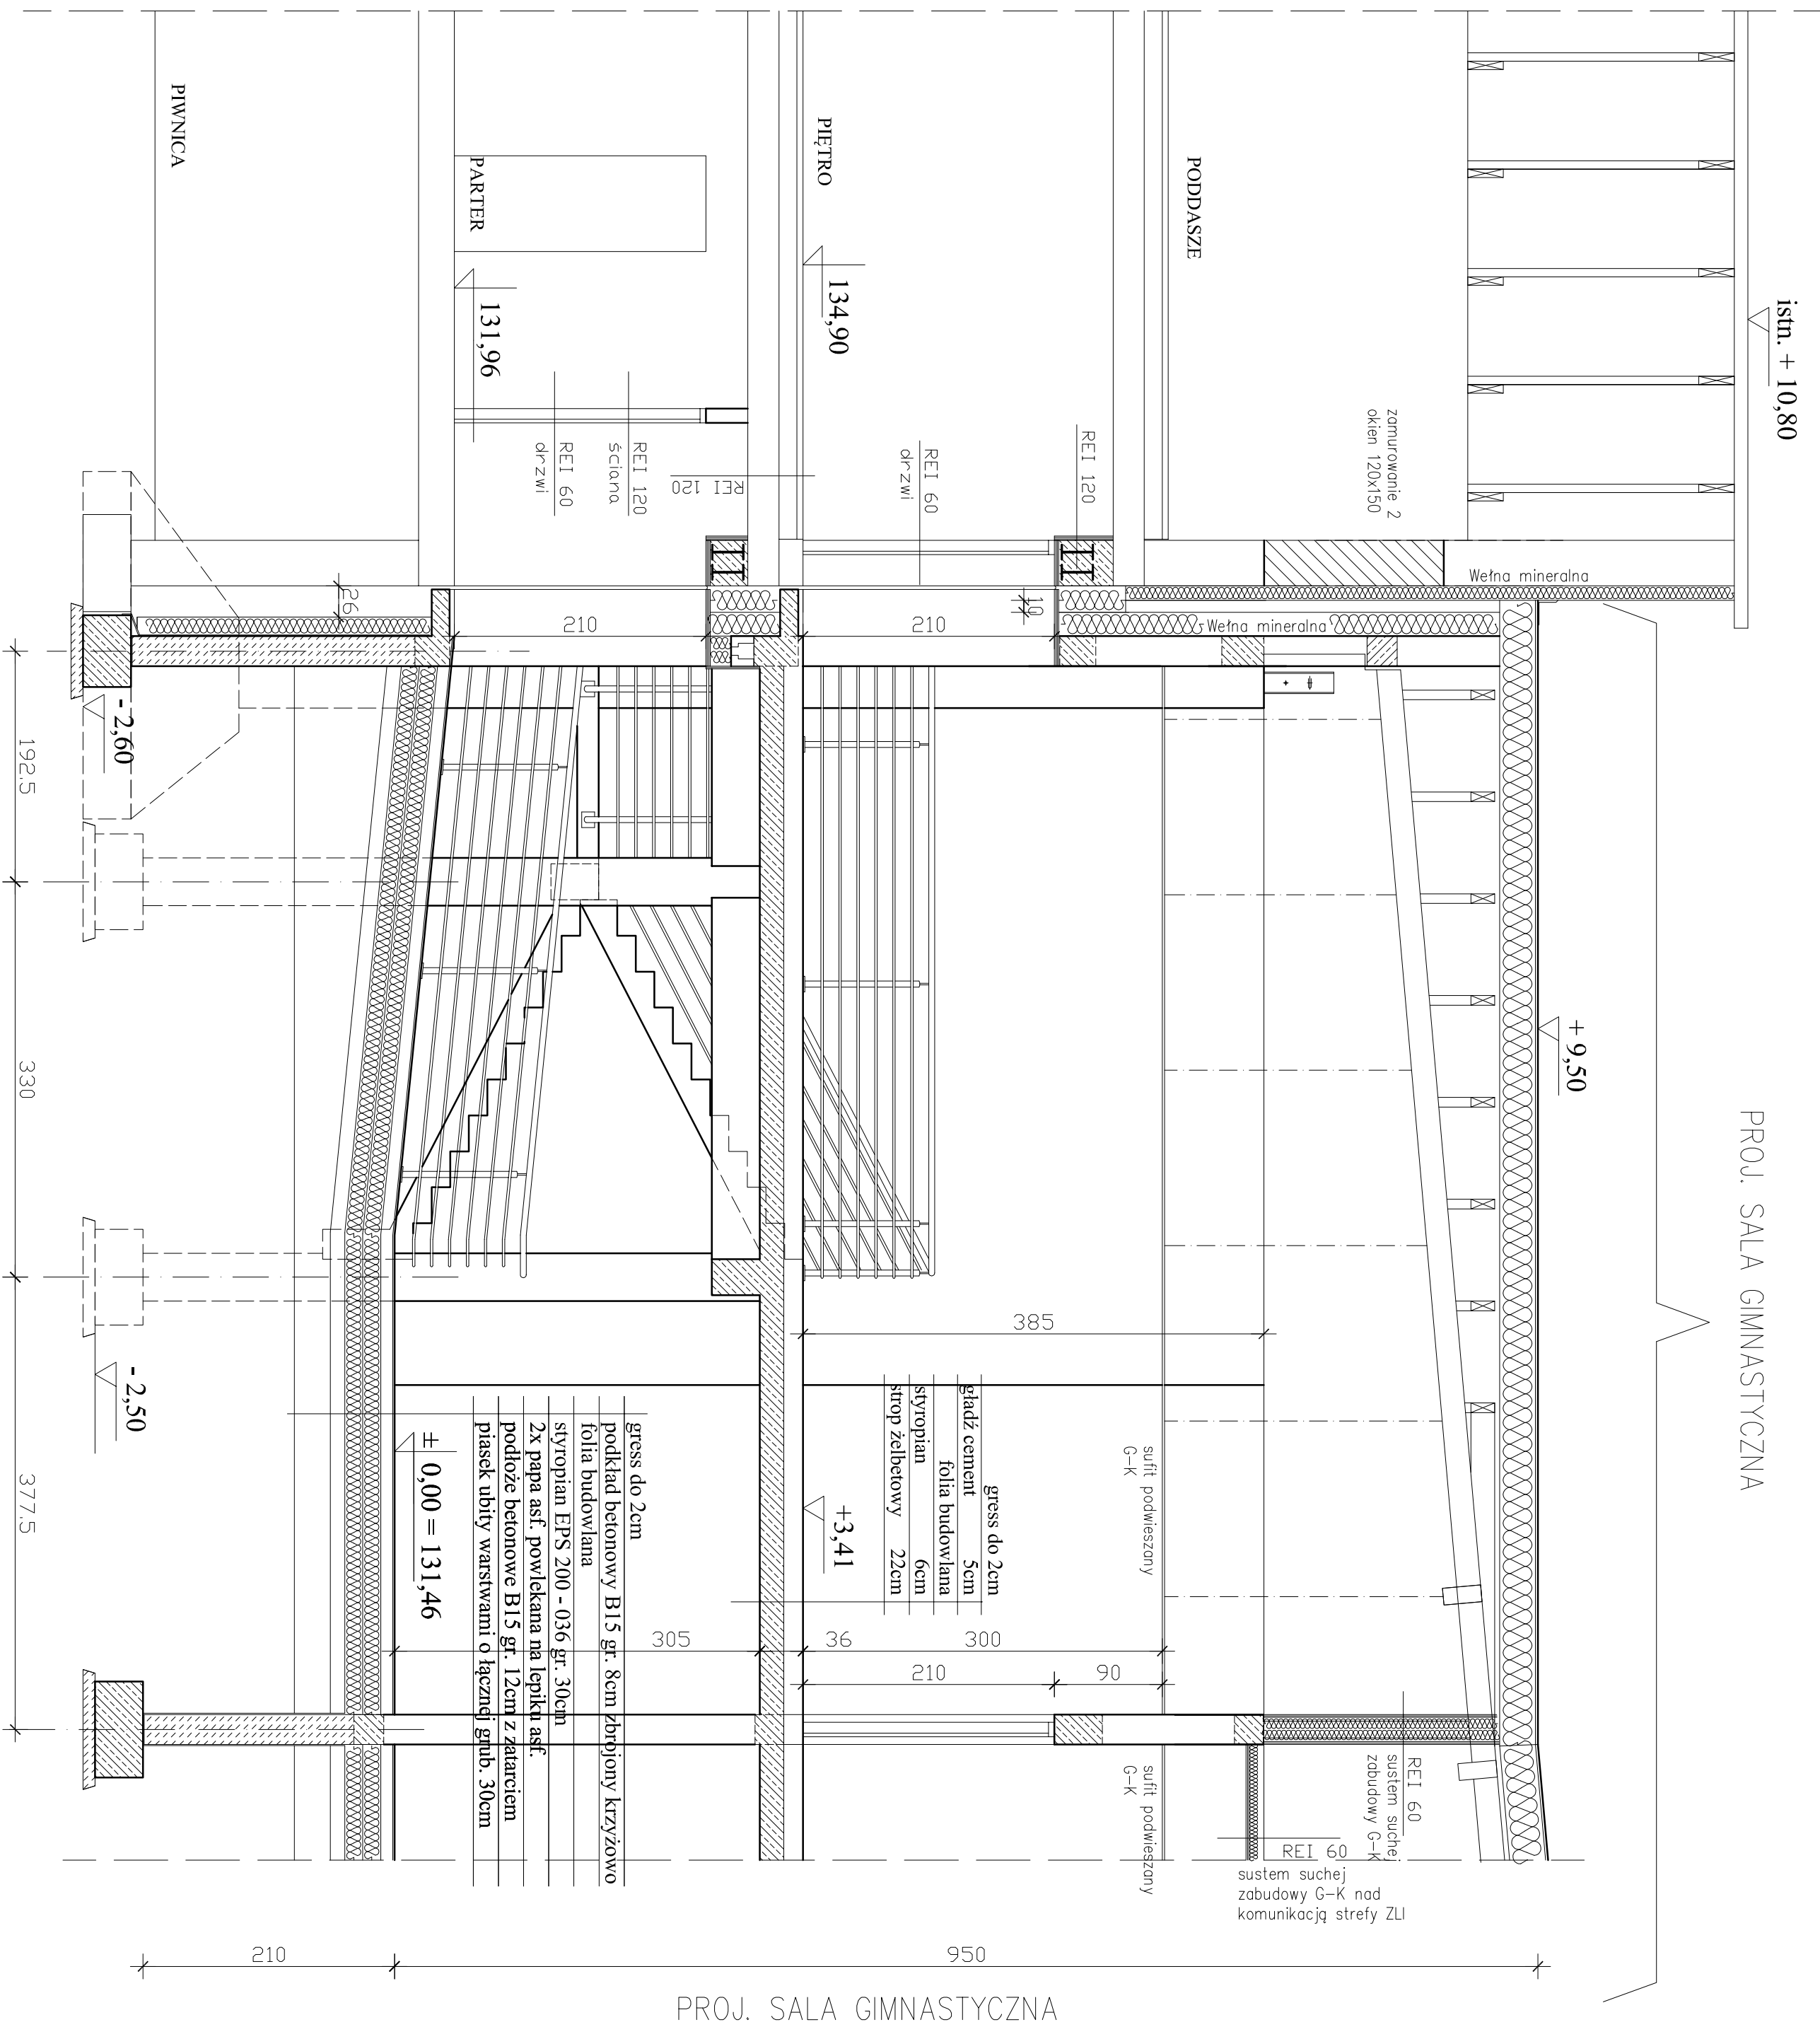 istn. + 10,80
PROJ. SALA GIMNASTYCZNA
+ 9,50
Wełna mineralna
Wełna mineralna
zamurowanie 2
okien 120x150
PODDASZE
REI 120
REI 60
drzwi
PIĘTRO
134,90
REI 120
REI 120
ściana
REI 60
drzwi
PARTER
131,96
PIWNICA
26
210
210
10
385
sufit podwieszany
G-K
sufit podwieszany
G-K
REI 60
sustem suchej
zabudowy G-K
REI 60
sustem suchej
zabudowy G-K nad
komunikacją strefy ZLI
gress do 2cm
gładź cement 5cm
folia budowlana
styropian 6cm
strop żelbetowy 22cm
+3,41
305
36
300
210
90
gress do 2cm
podkład betonowy B15 gr. 8cm zbrojony krzyżowo
folia budowlana
styropian EPS 200 - 036 gr. 30cm
2x papa asf. powlekana na lepiku asf.
podłoże betonowe B15 gr. 12cm z zatarciem
piasek ubity warstwami o łącznej grub. 30cm
± 0,00 = 131,46
- 2,60
- 2,50
192.5
330
377.5
210
950
PROJ. SALA GIMNASTYCZNA